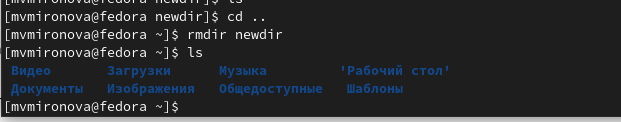 [mvmironova@fedora newdir]$ ls
[mvmironova@fedora newdir]$ cd ..
[mvmironova@fedora ~]$ rmdir newdir
[mvmironova@fedora ~]$ ls
Видео Загрузки Музыка 'Рабочий стол'
Документы Изображения Общедоступные Шаблоны
[mvmironova@fedora ~]$